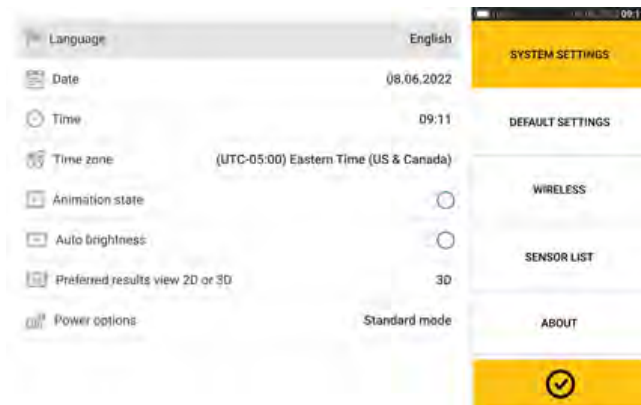 Language English
Date 08.06.2022
Time 09:11
Time zone (UTC-05:00) Eastern Time (US & Canada)
Animation state
Auto brightness
Preferred results view 2D or 3D 3D
Power options Standard mode
SYSTEM SETTINGS
DEFAULT SETTINGS
WIRELESS
SENSOR LIST
ABOUT